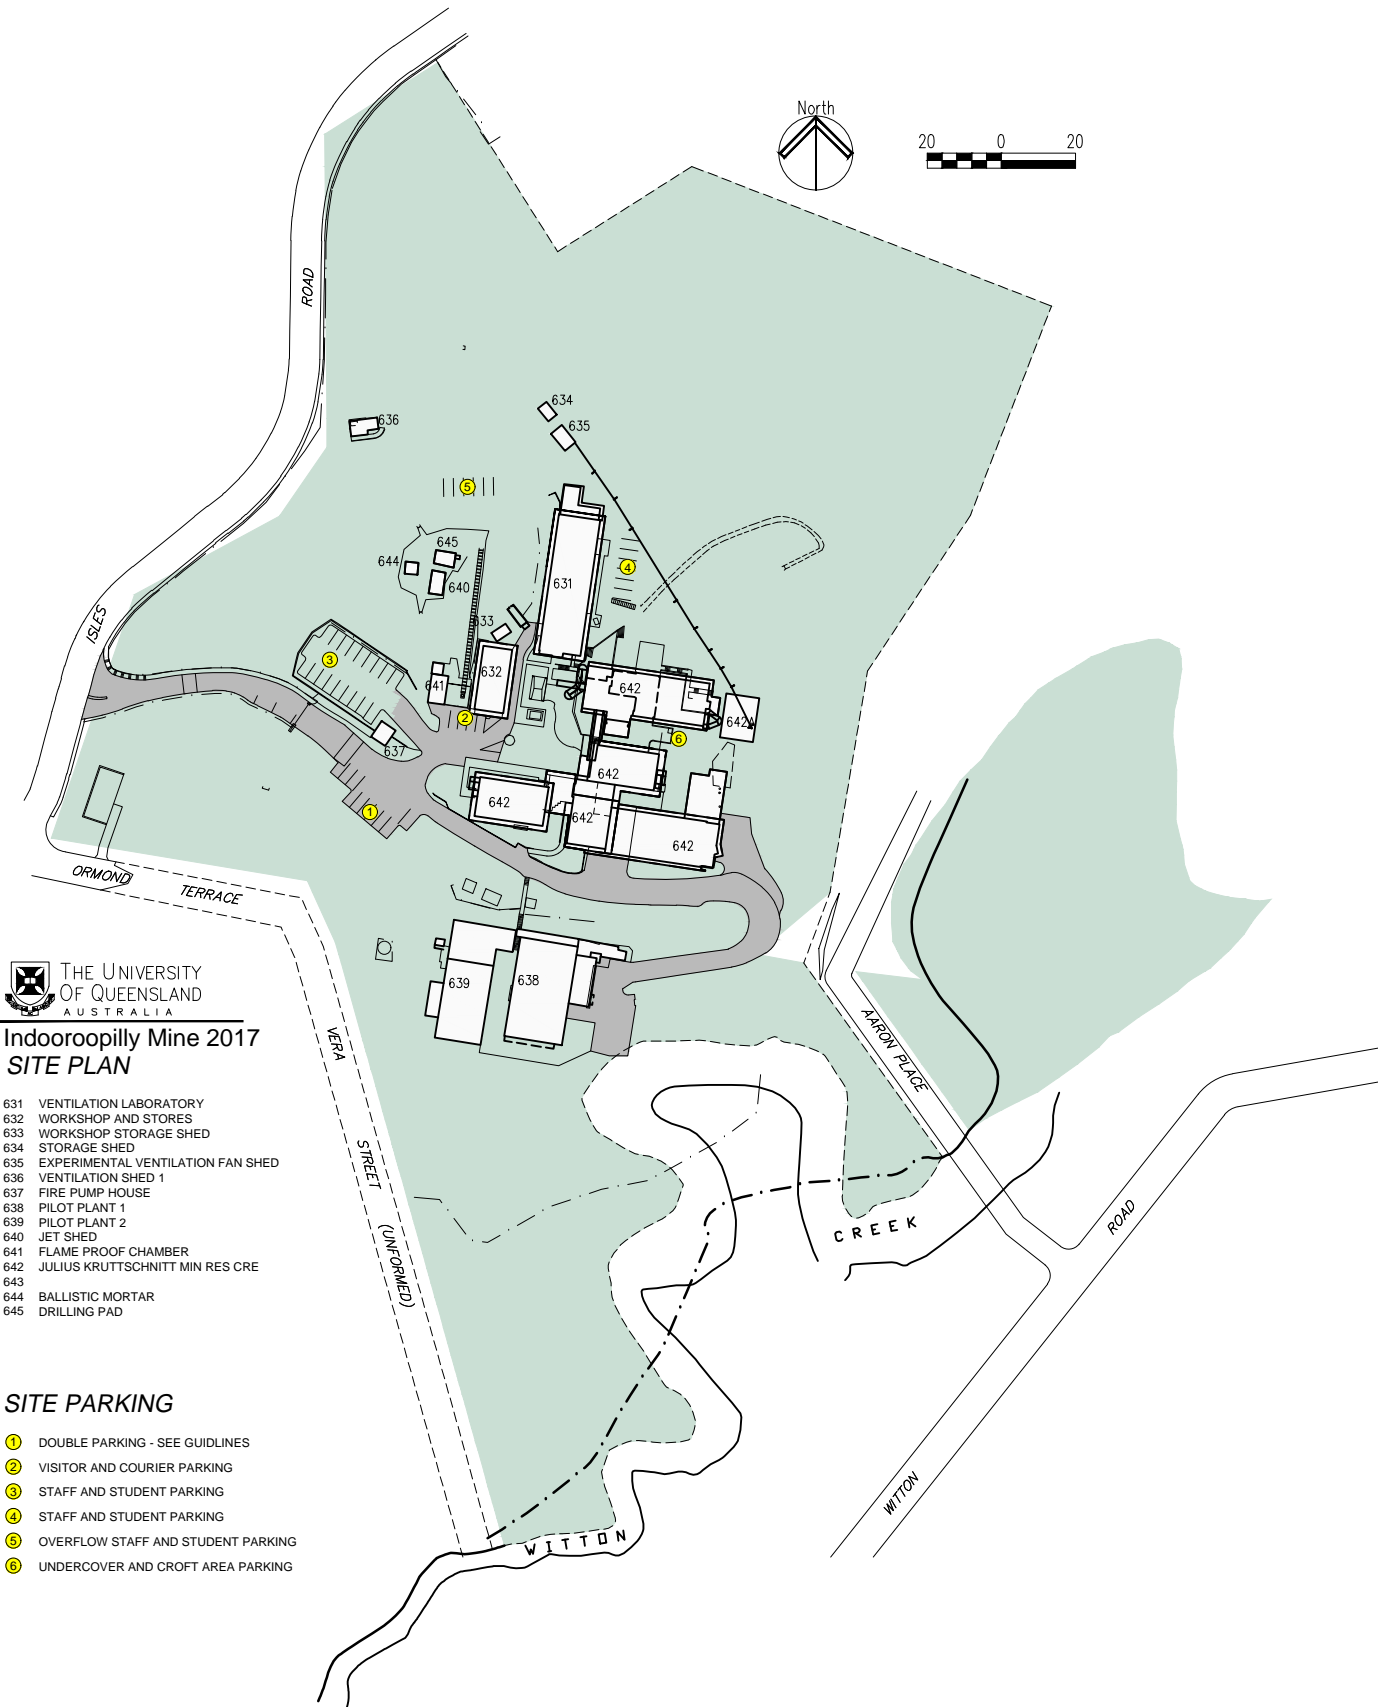 North
20 0 20
ROAD
634
635
636
5
645
644
640
631
4
633
ISLES
3
632
641
642
2
642A
6
637
642
642
1
642
642
ORMOND
TERRACE
THE UNIVERSITY
OF QUEENSLAND
AUSTRALIA
639
638
Indooroopilly Mine 2017
SITE PLAN
VERA
STREET
(UNFORMED)
AARON PLACE
631 VENTILATION LABORATORY
632 WORKSHOP AND STORES
633 WORKSHOP STORAGE SHED
634 STORAGE SHED
635 EXPERIMENTAL VENTILATION FAN SHED
636 VENTILATION SHED 1
637 FIRE PUMP HOUSE
638 PILOT PLANT 1
639 PILOT PLANT 2
640 JET SHED
641 FLAME PROOF CHAMBER
642 JULIUS KRUTTSCHNITT MIN RES CRE
643
644 BALLISTIC MORTAR
645 DRILLING PAD
CREEK
ROAD
SITE PARKING
1 DOUBLE PARKING - SEE GUIDLINES
2 VISITOR AND COURIER PARKING
3 STAFF AND STUDENT PARKING
4 STAFF AND STUDENT PARKING
5 OVERFLOW STAFF AND STUDENT PARKING
6 UNDERCOVER AND CROFT AREA PARKING
WITTON
WITTON